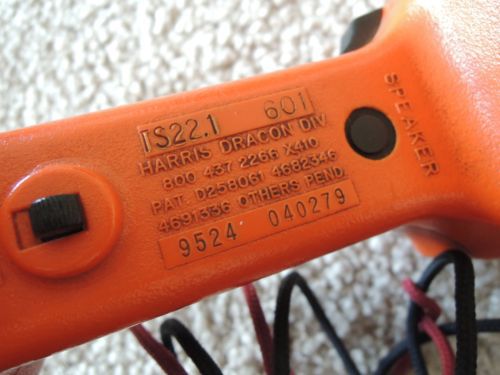 TS22.1 601
HARRIS DRACON DIV
800 437 2266 X410
PAT. D258061 4682346
4691336 OTHERS PEND.
9524 040279
SPEAKER